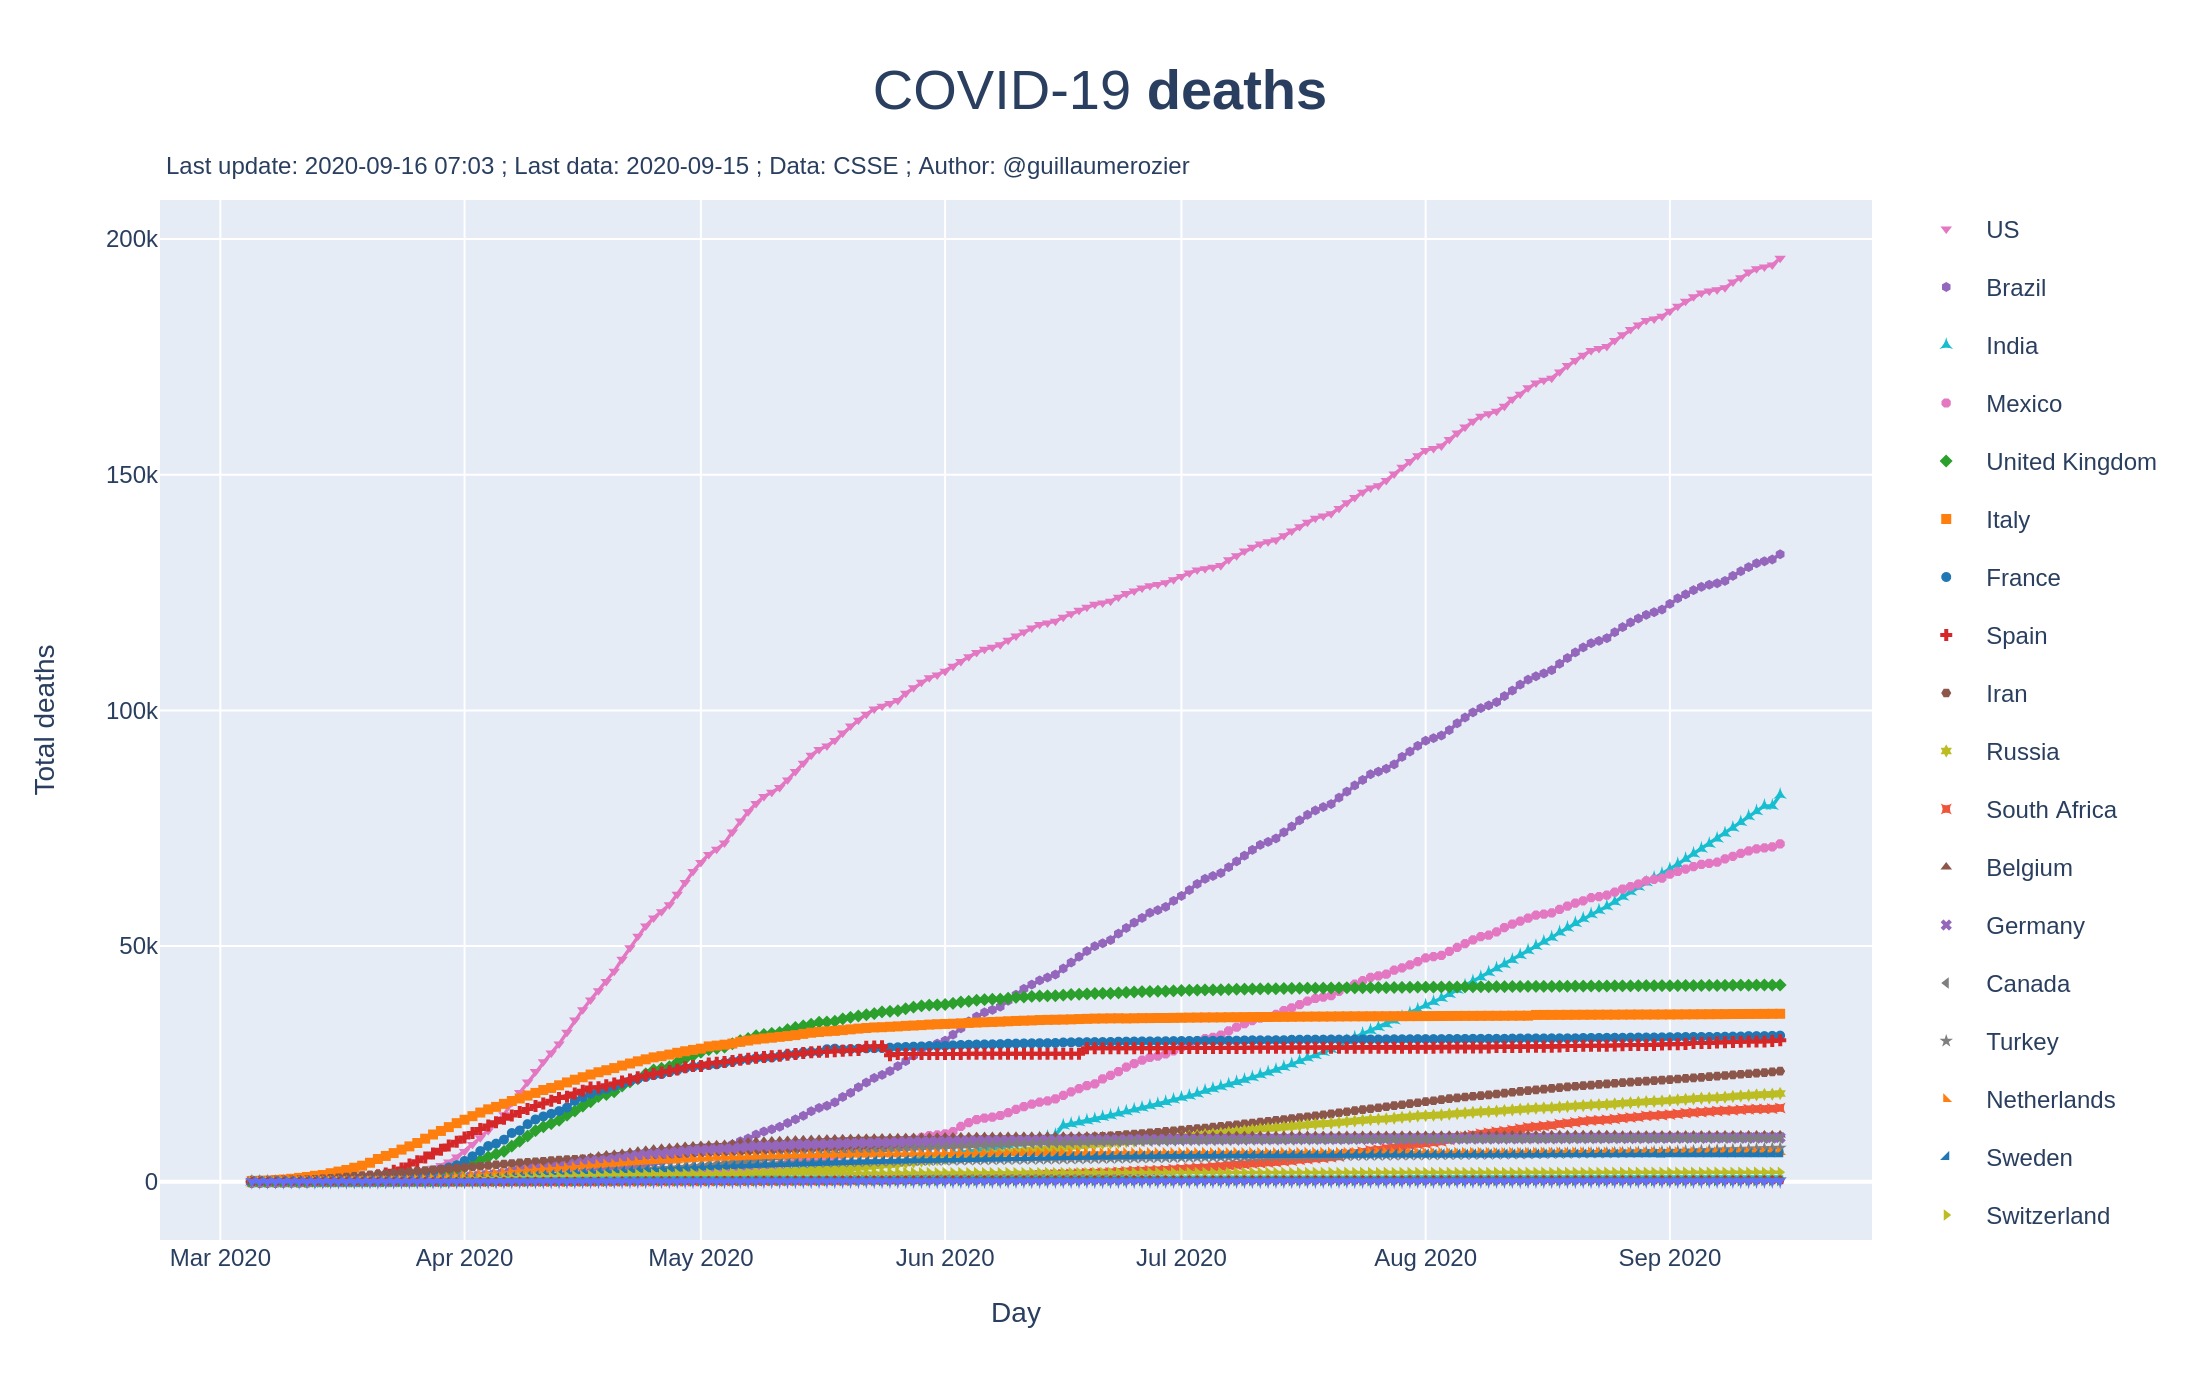 COVID-19 deaths
Last update: 2020-09-16 07:03 ; Last data: 2020-09-15 ; Data: CSSE ; Author: @guillaumerozier
200k
150k
100k
50k
0
Total deaths
Mar 2020
Apr 2020
May 2020
Jun 2020
Jul 2020
Aug 2020
Sep 2020
Day
US
Brazil
India
Mexico
United Kingdom
Italy
France
Spain
Iran
Russia
South Africa
Belgium
Germany
Canada
Turkey
Netherlands
Sweden
Switzerland